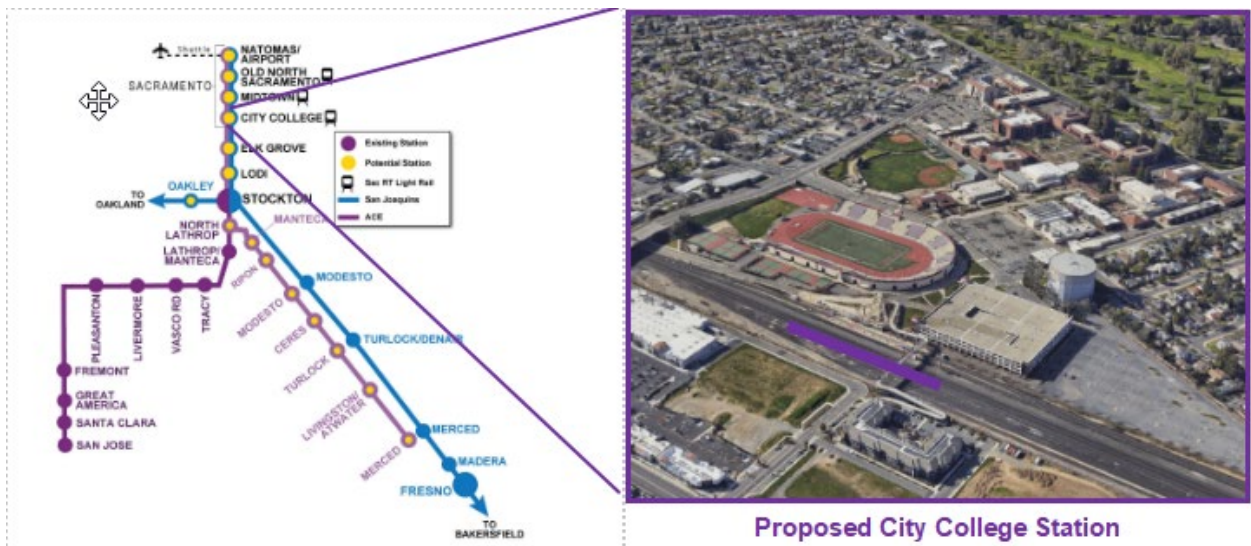 Shuttle
NATOMAS/
AIRPORT
OLD NORTH
SACRAMENTO
SACRAMENTO
MIDTOWN
CITY COLLEGE
ELK GROVE
LODI
Existing Station
Potential Station
Sac RT Light Rail
San Joaquins
ACE
OAKLEY
TO
OAKLAND
STOCKTON
NORTH
LATHROP
MANTECA
LATHROP/
MANTECA
RIPON
MODESTO
MODESTO
CERES
TURLOCK/DENAIR
TURLOCK
LIVINGSTON/
ATWATER
MERCED
MERCED
MADERA
FRESNO
TO
BAKERSFIELD
PLEASANTON
LIVERMORE
VASCO RD
TRACY
FREMONT
GREAT
AMERICA
SANTA CLARA
SAN JOSE
Proposed City College Station